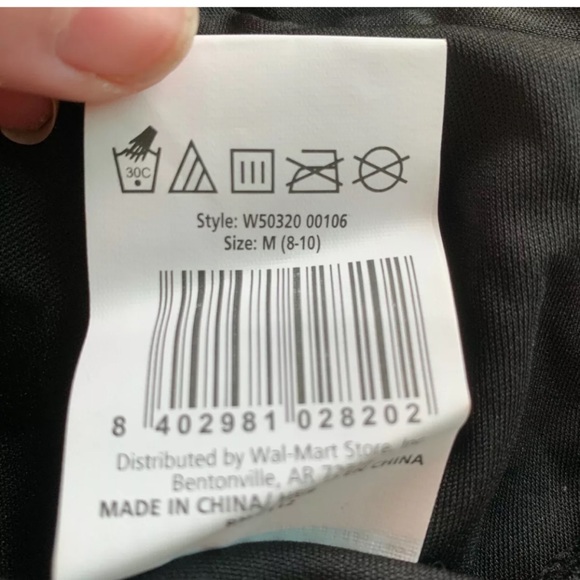 30C
Style: W50320 00106
Size: M (8-10)
8 402981 028202
Distributed by Wal-Mart Store
Bentonville, AR
MADE IN CHINA/
CHINA